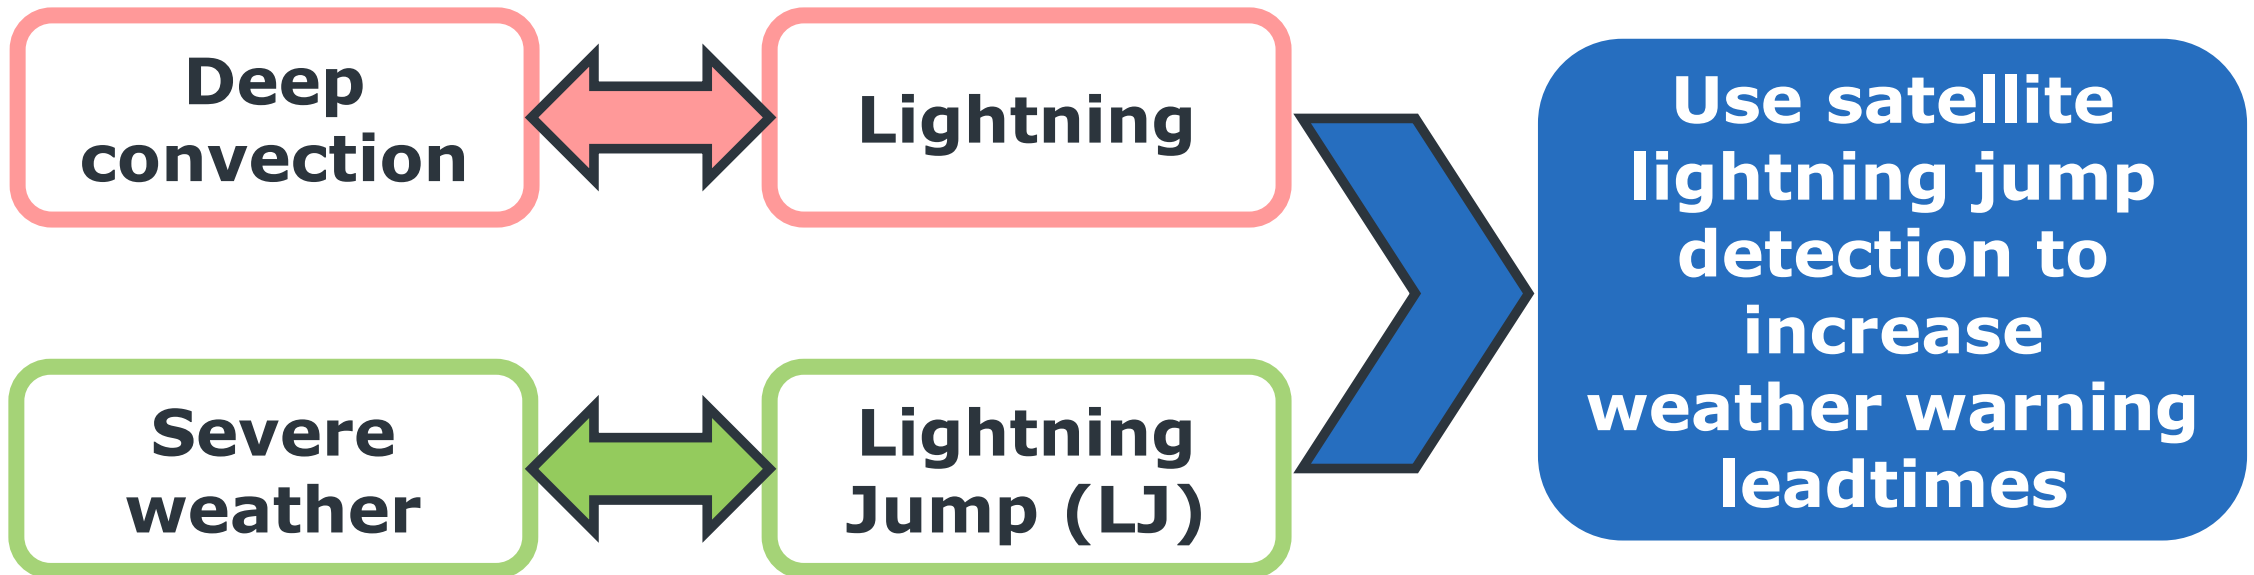 Deep
convection
Lightning
Severe
weather
Lightning
Jump (LJ)
Use satellite
lightning jump
detection to
increase
weather warning
leadtimes